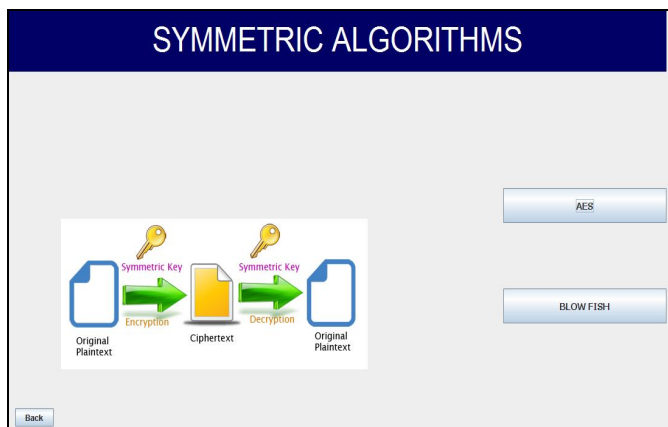 SYMMETRIC ALGORITHMS
AES
Symmetric Key
Symmetric Key
Encryption
Decryption
Original
Plaintext
Ciphertext
Original
Plaintext
BLOW FISH
Back